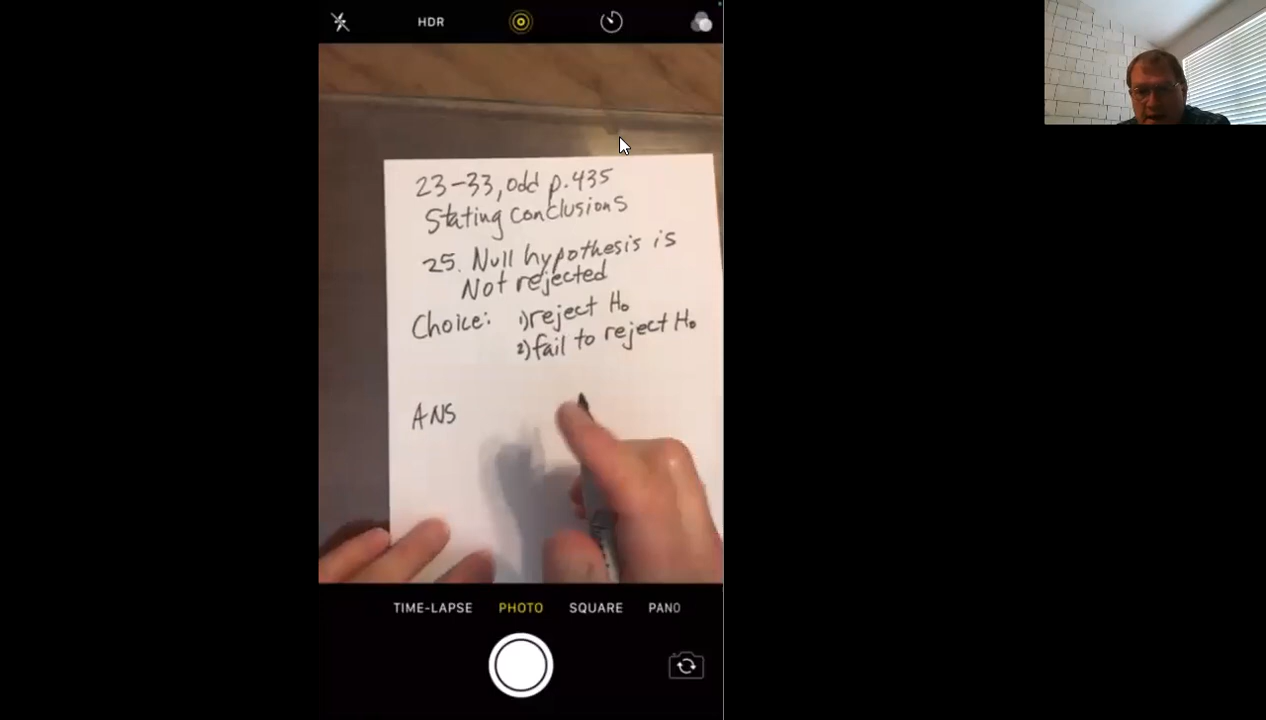 HDR
23-33, odd p.435
Stating conclusions
25. Null hypothesis is
Not rejected
Choice: 1) reject H₀
2) fail to reject H₀
ANS
TIME-LAPSE PHOTO SQUARE PANO